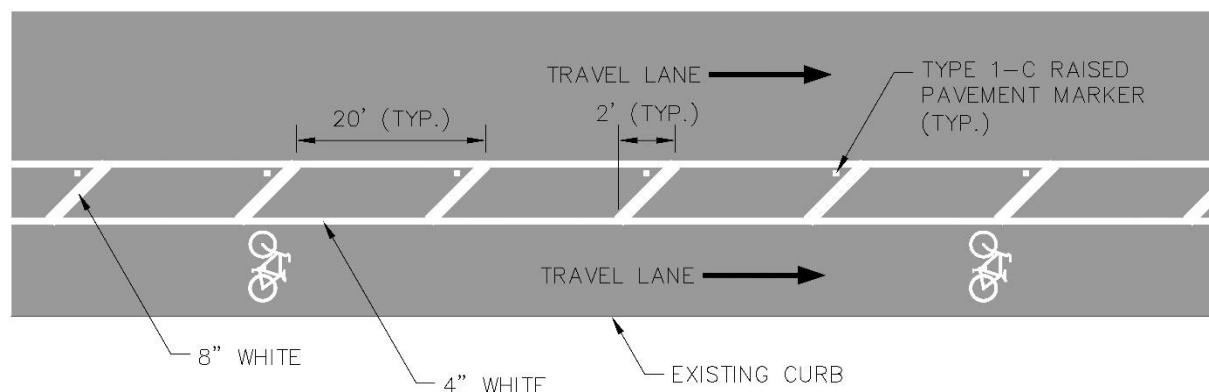 TRAVEL LANE
TYPE 1-C RAISED
PAVEMENT MARKER
(TYP.)
20' (TYP.)
2' (TYP.)
TRAVEL LANE
8" WHITE
4" WHITE
EXISTING CURB